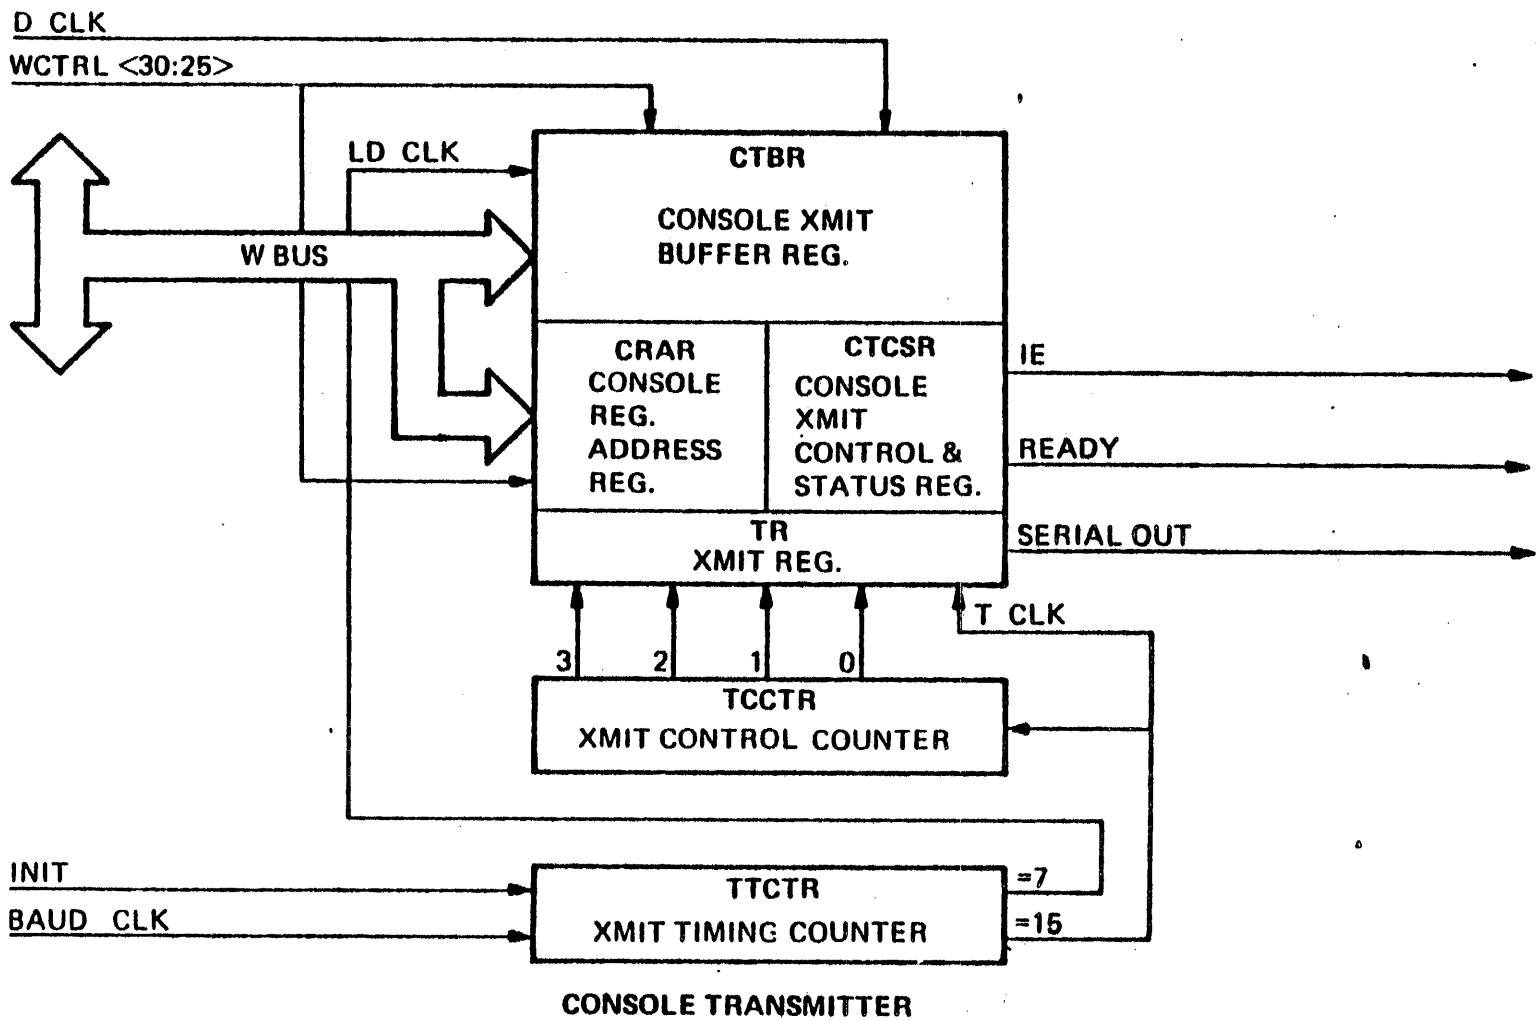 D CLK
WCTRL <30:25>
LD CLK
W BUS
CTBR
CONSOLE XMIT
BUFFER REG.
CRAR
CONSOLE
REG.
ADDRESS
REG.
CTCSR
CONSOLE
XMIT
CONTROL &
STATUS REG.
IE
READY
SERIAL OUT
TR
XMIT REG.
T CLK
3 2 1 0
TCCTR
XMIT CONTROL COUNTER
INIT
BAUD CLK
TTCTR
XMIT TIMING COUNTER
=7
=15
CONSOLE TRANSMITTER